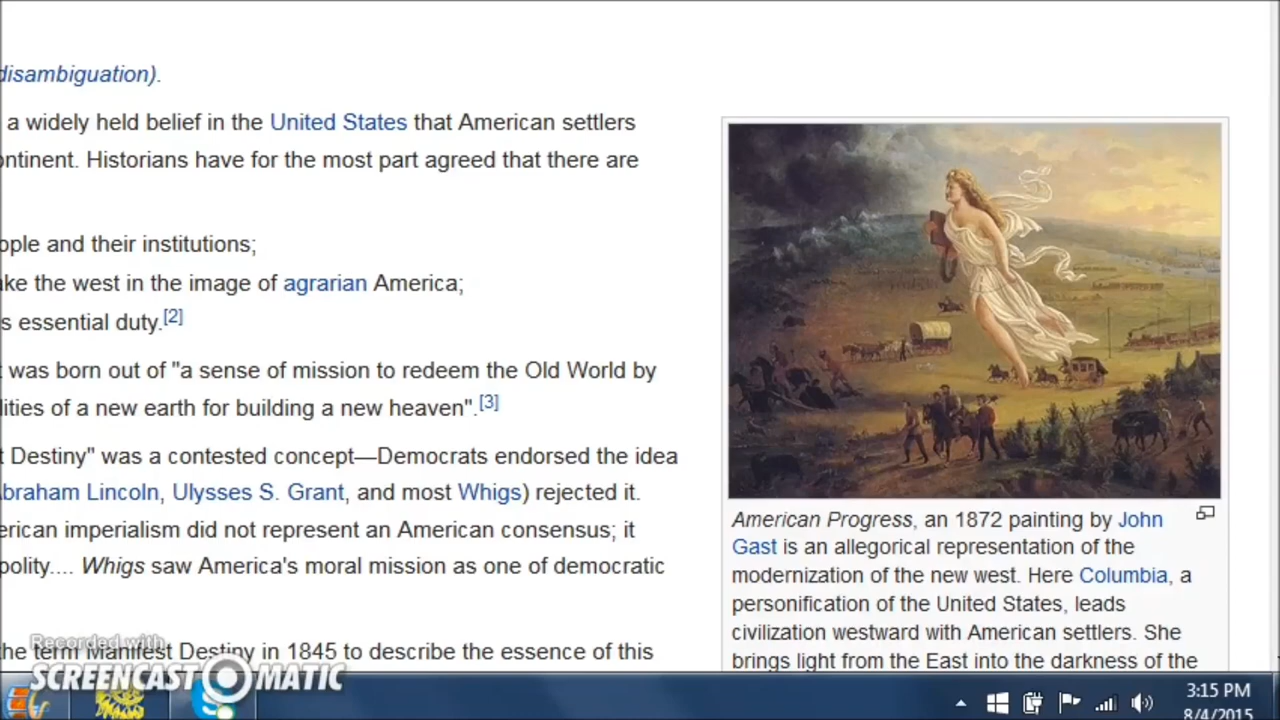 disambiguation).
a widely held belief in the United States that American settlers
ontinent. Historians have for the most part agreed that there are
ople and their institutions;
ake the west in the image of agrarian America;
s essential duty.[2]
was born out of "a sense of mission to redeem the Old World by
lities of a new earth for building a new heaven".[3]
t Destiny" was a contested concept—Democrats endorsed the idea
Abraham Lincoln, Ulysses S. Grant, and most Whigs) rejected it.
erican imperialism did not represent an American consensus; it
polity.... Whigs saw America's moral mission as one of democratic
the term Manifest Destiny in 1845 to describe the essence of this
American Progress, an 1872 painting by John
Gast is an allegorical representation of the
modernization of the new west. Here Columbia, a
personification of the United States, leads
civilization westward with American settlers. She
brings light from the East into the darkness of the
Recorded with
SCREENCAST MATIC
3:15 PM
8/4/2015